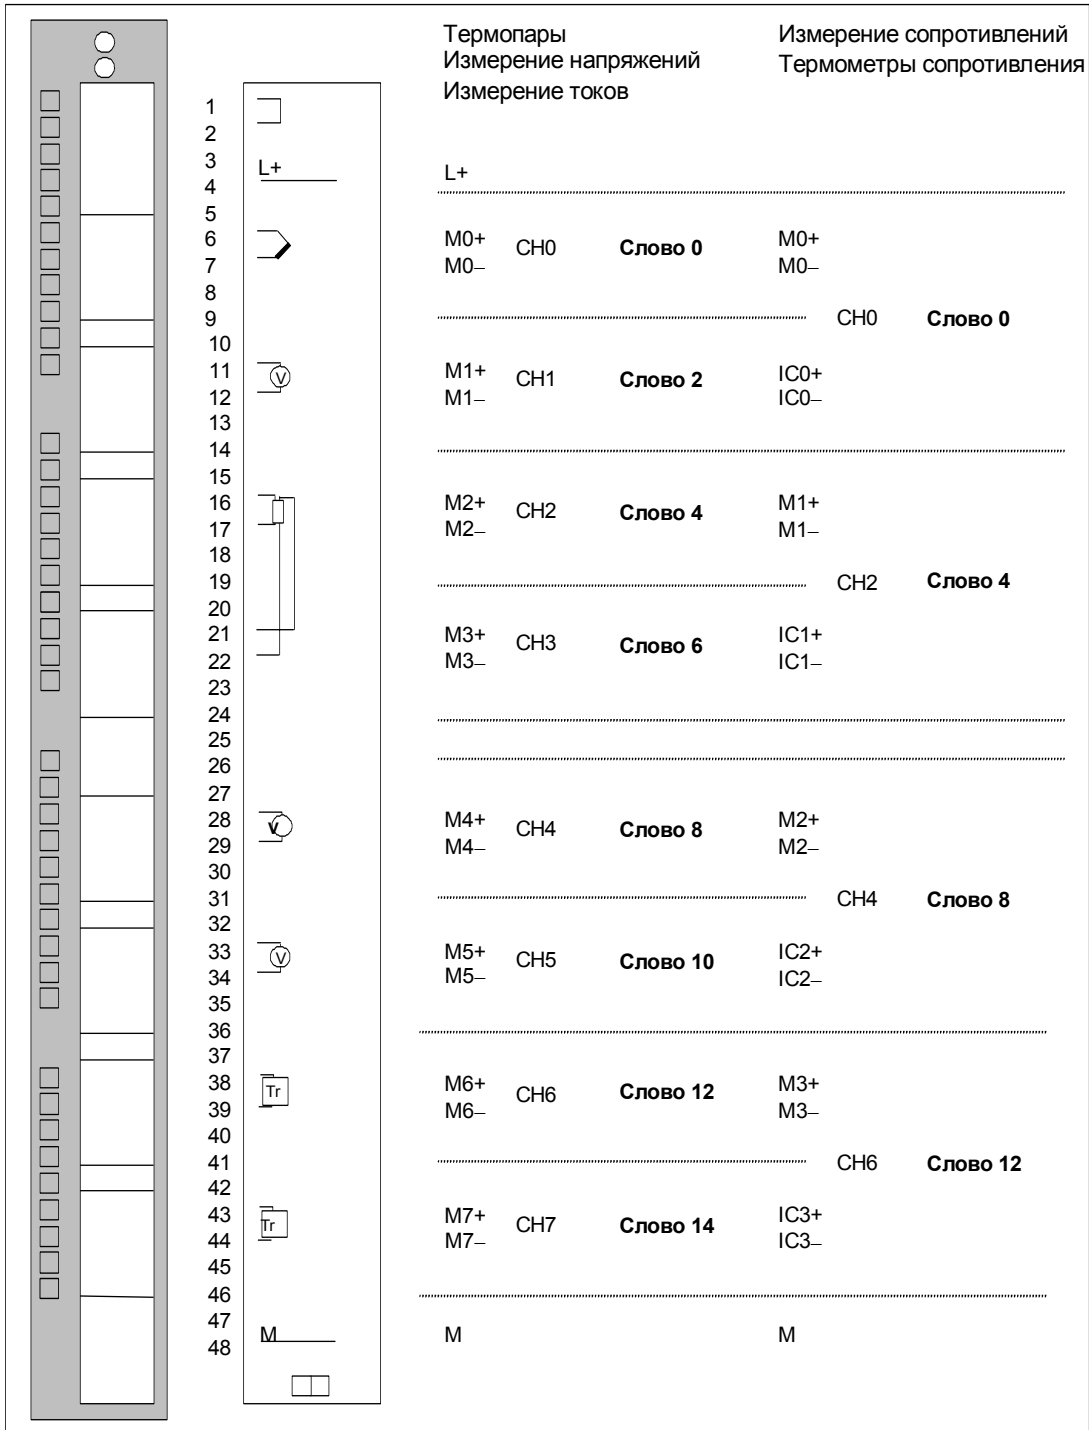 Термопары Измерение сопротивлений
Измерение напряжений Термометры сопротивления
Измерение токов
1
2
3 L+ L+
4
5
6 M0+ CH0 Слово 0 M0+
7 M0– M0–
8
9 CH0 Слово 0
10
11 V M1+ CH1 Слово 2 IC0+
12 M1– IC0–
13
14
15
16 M2+ CH2 Слово 4 M1+
17 M2– M1–
18
19 CH2 Слово 4
20
21 M3+ CH3 Слово 6 IC1+
22 M3– IC1–
23
24
25
26
27
28 V M4+ CH4 Слово 8 M2+
29 M4– M2–
30
31 CH4 Слово 8
32
33 V M5+ CH5 Слово 10 IC2+
34 M5– IC2–
35
36
37
38 Tr M6+ CH6 Слово 12 M3+
39 M6– M3–
40
41 CH6 Слово 12
42
43 Tr M7+ CH7 Слово 14 IC3+
44 M7– IC3–
45
46
47 M M M
48